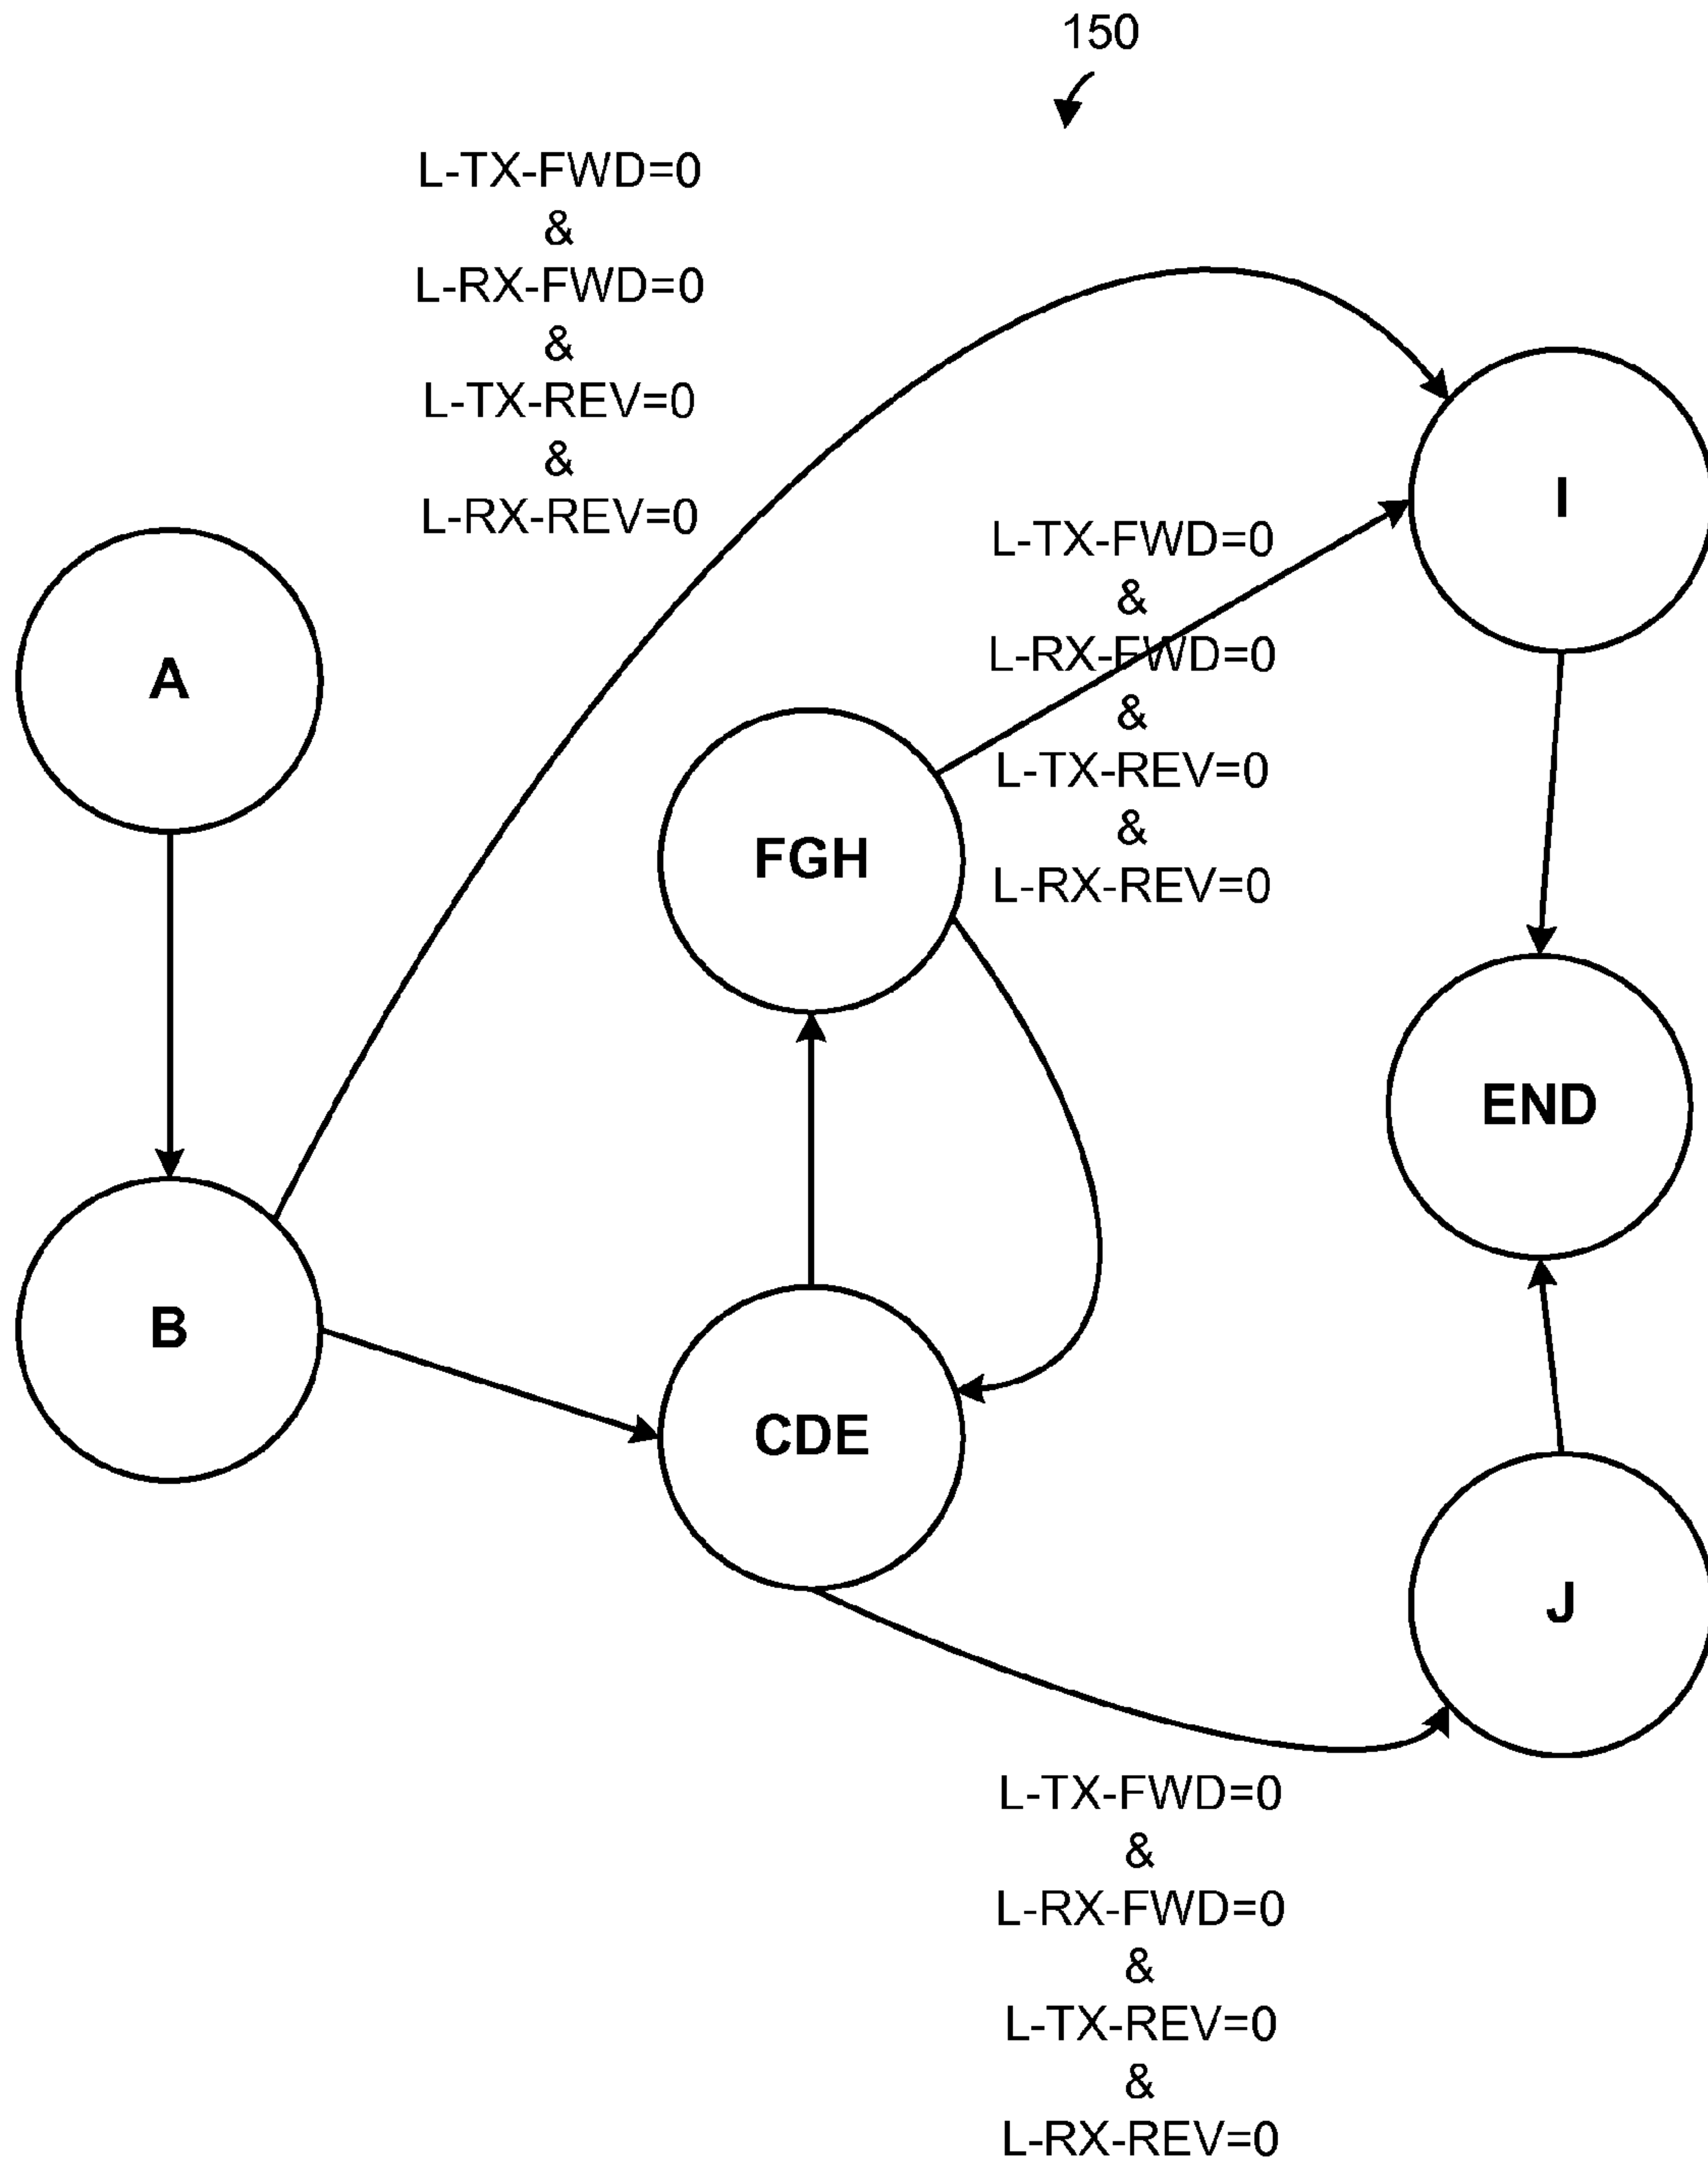 150
L-TX-FWD=0
&
L-RX-FWD=0
&
L-TX-REV=0
&
L-RX-REV=0
I
L-TX-FWD=0
&
L-RX-FWD=0
&
L-TX-REV=0
&
L-RX-REV=0
A
FGH
END
B
CDE
J
L-TX-FWD=0
&
L-RX-FWD=0
&
L-TX-REV=0
&
L-RX-REV=0